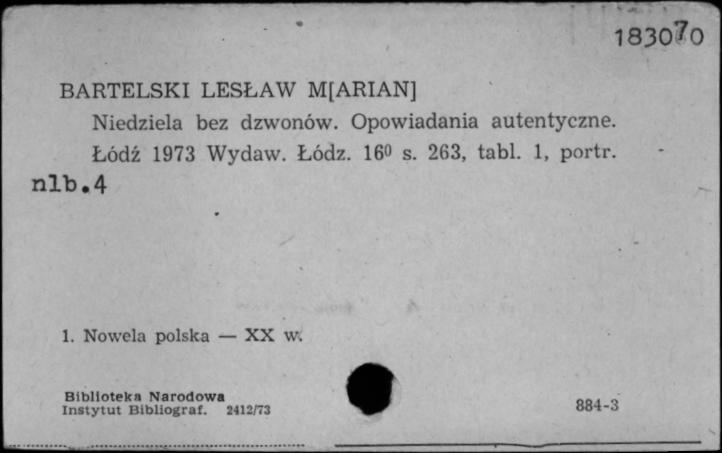 183070
BARTELSKI LESŁAW M[ARIAN]
Niedziela bez dzwonów. Opowiadania autentyczne.
Łódź 1973 Wydaw. Łódz. 16⁰ s. 263, tabl. 1, portr.
nlb.4
1. Nowela polska — XX w.
Biblioteka Narodowa
Instytut Bibliograf. 2412/73
884-3